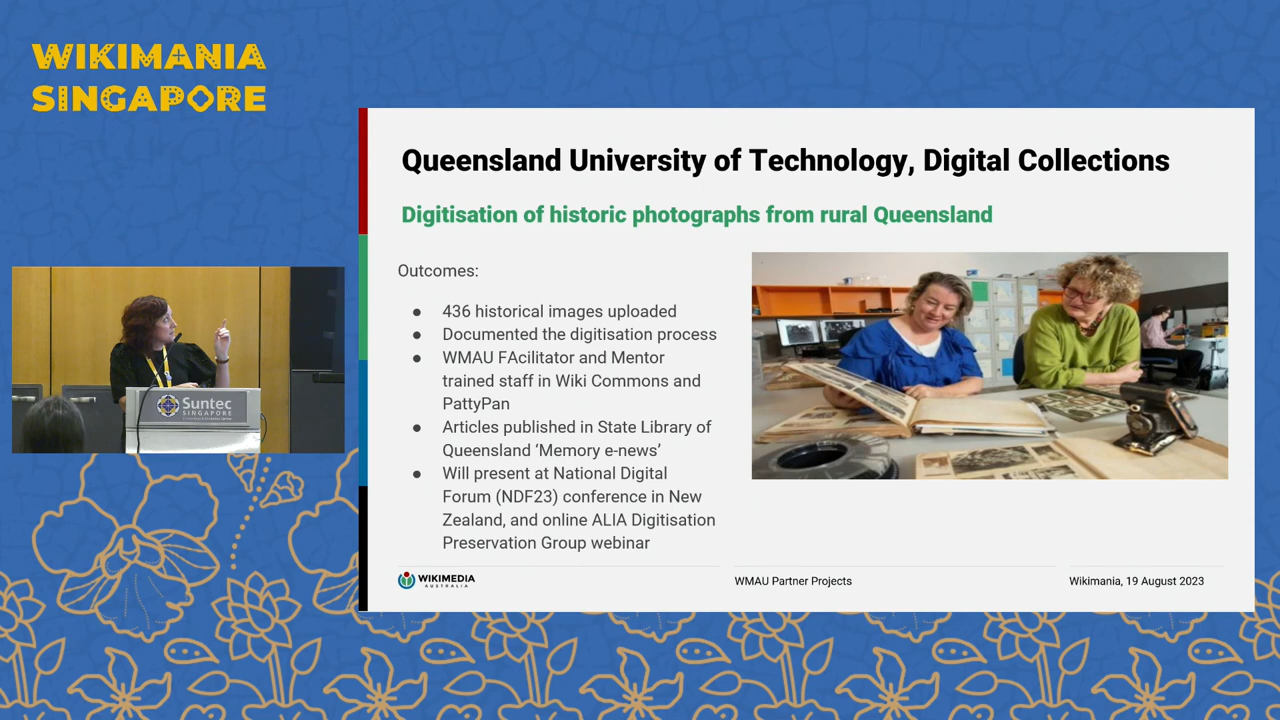 WIKIMANIA
SINGAPORE
Queensland University of Technology, Digital Collections
Digitisation of historic photographs from rural Queensland
Outcomes:
● 436 historical images uploaded
● Documented the digitisation process
● WMAU FAcilitator and Mentor
trained staff in Wiki Commons and
PattyPan
● Articles published in State Library of
Queensland ‘Memory e-news’
● Will present at National Digital
Forum (NDF23) conference in New
Zealand, and online ALIA Digitisation
Preservation Group webinar
Suntec
SINGAPORE
WIKIMEDIA
AUSTRALIA
WMAU Partner Projects
Wikimania, 19 August 2023